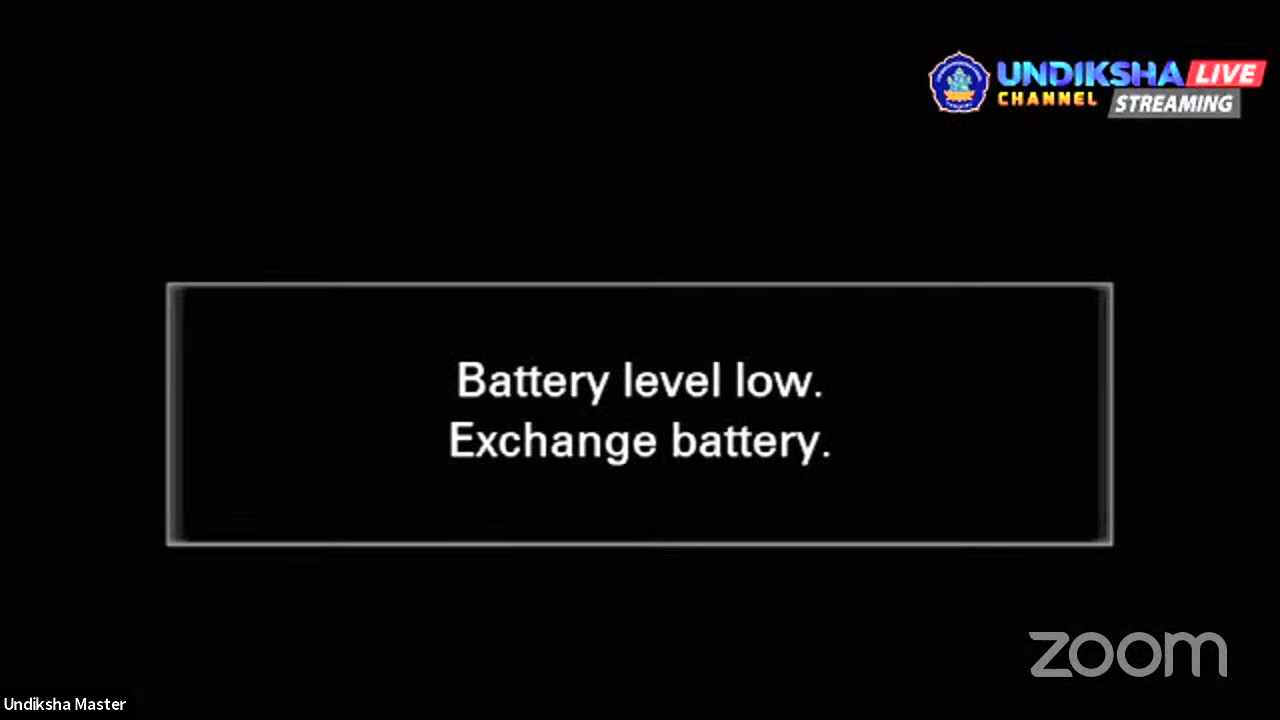 UNDIKSHA LIVE
CHANNEL STREAMING
Battery level low.
Exchange battery.
zoom
Undiksha Master